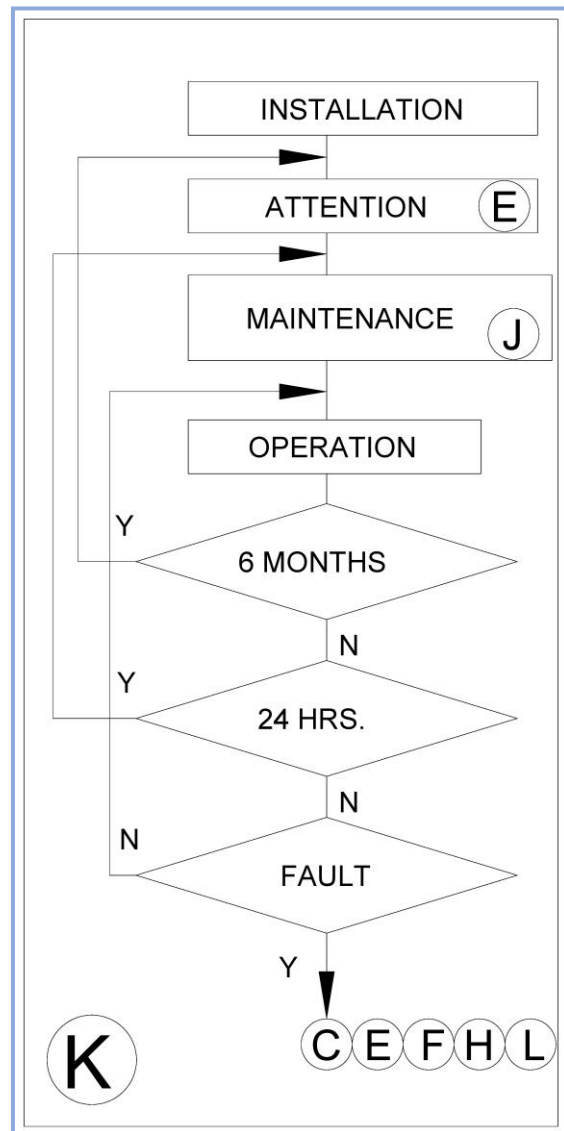 INSTALLATION
ATTENTION E
MAINTENANCE J
OPERATION
Y
6 MONTHS
N
Y
24 HRS.
N
N
FAULT
Y
C E F H L
K